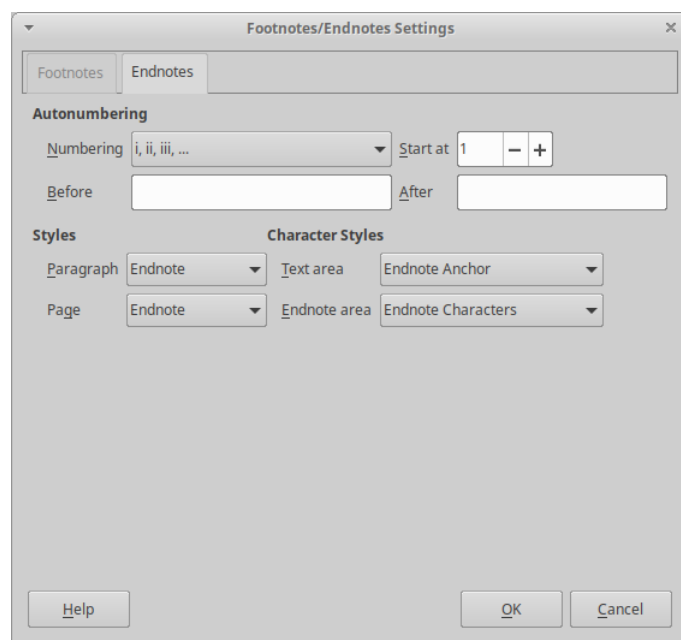 Footnotes/Endnotes Settings
Footnotes Endnotes
Autonumbering
Numbering i, ii, iii, ... Start at 1
Before After
Styles Character Styles
Paragraph Endnote Text area Endnote Anchor
Page Endnote Endnote area Endnote Characters
Help OK Cancel